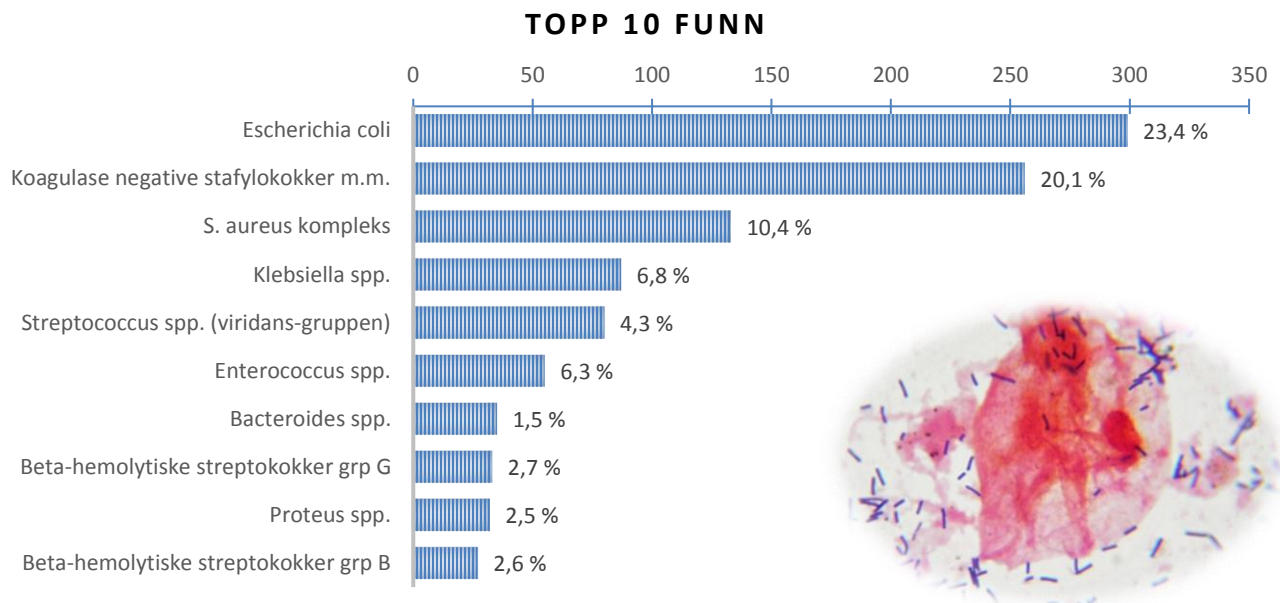 TOPP 10 FUNN
0 50 100 150 200 250 300 350
Escherichia coli 23,4 %
Koagulase negative stafylokokker m.m. 20,1 %
S. aureus kompleks 10,4 %
Klebsiella spp. 6,8 %
Streptococcus spp. (viridans-gruppen) 4,3 %
Enterococcus spp. 6,3 %
Bacteroides spp. 1,5 %
Beta-hemolytiske streptokokker grp G 2,7 %
Proteus spp. 2,5 %
Beta-hemolytiske streptokokker grp B 2,6 %